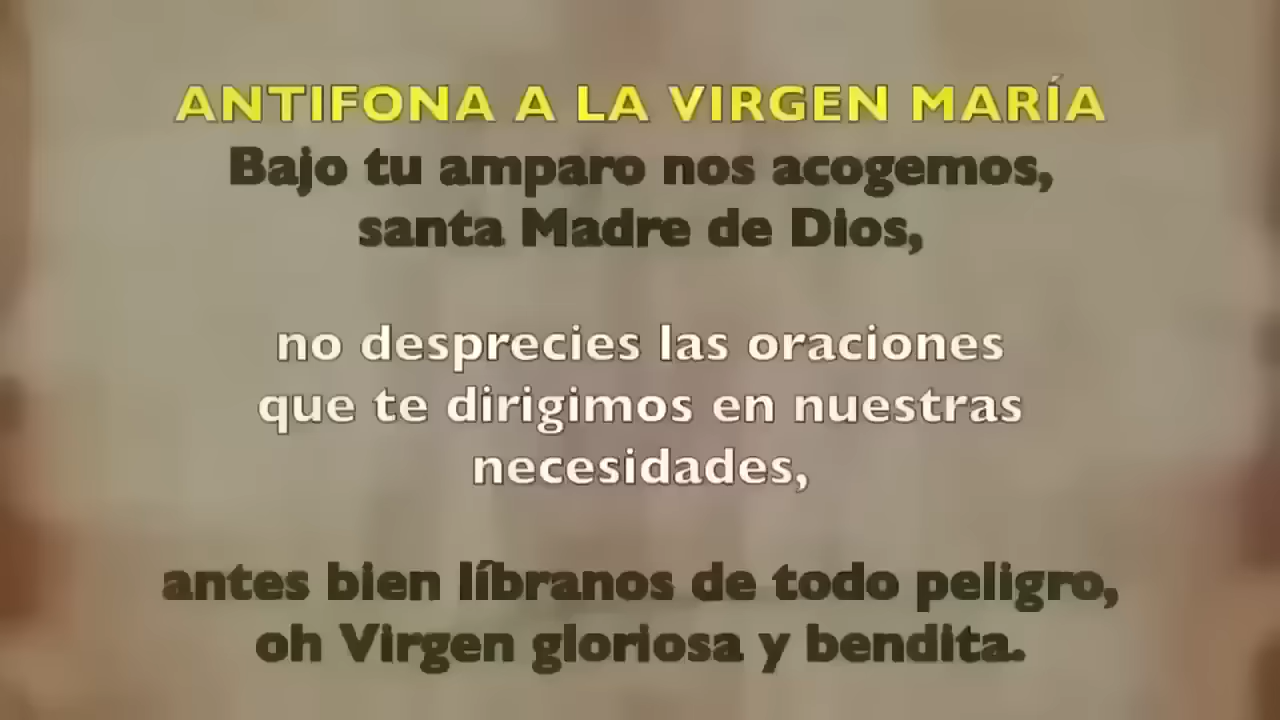 ANTIFONA A LA VIRGEN MARÍA
Bajo tu amparo nos acogemos,
santa Madre de Dios,
no desprecies las oraciones
que te dirigimos en nuestras
necesidades,
antes bien líbranos de todo peligro,
oh Virgen gloriosa y bendita.